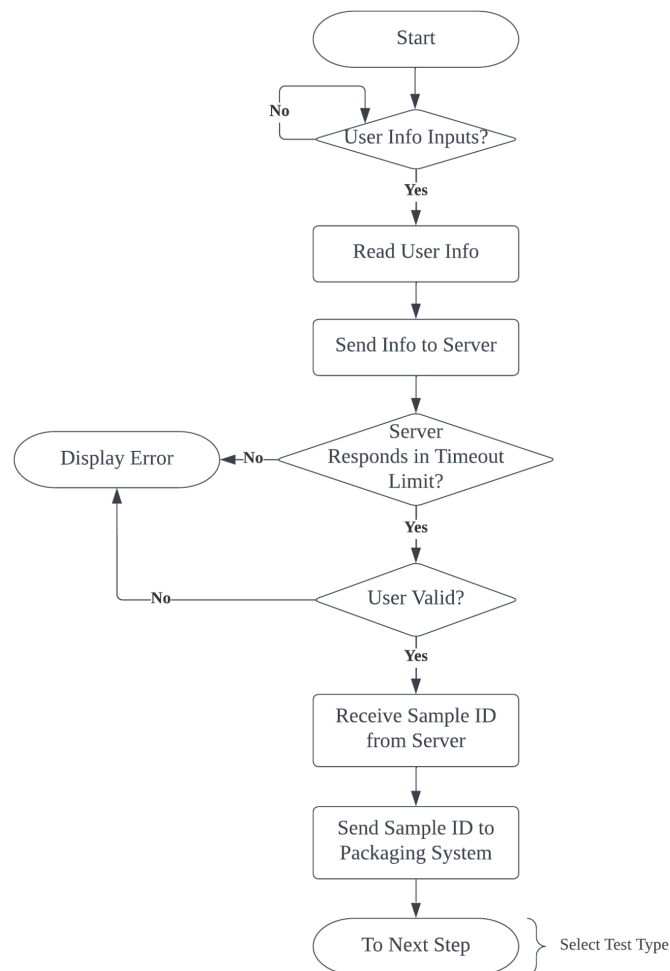 Start
No
User Info Inputs?
Yes
Read User Info
Send Info to Server
Server
Responds in Timeout
Limit?
Display Error
No
Yes
User Valid?
No
Yes
Receive Sample ID
from Server
Send Sample ID to
Packaging System
To Next Step
Select Test Type